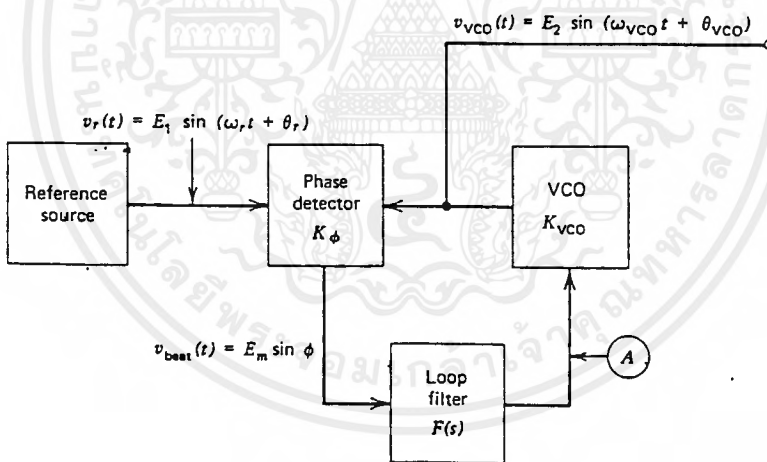 v_VCO(t) = E_2 sin (ω_VCO t + θ_VCO)
v_r(t) = E_1 sin (ω_r t + θ_r)
Reference
source
Phase
detector
K_ϕ
VCO
K_VCO
v_beat(t) = E_m sin ϕ
Loop
filter
F(s)
A